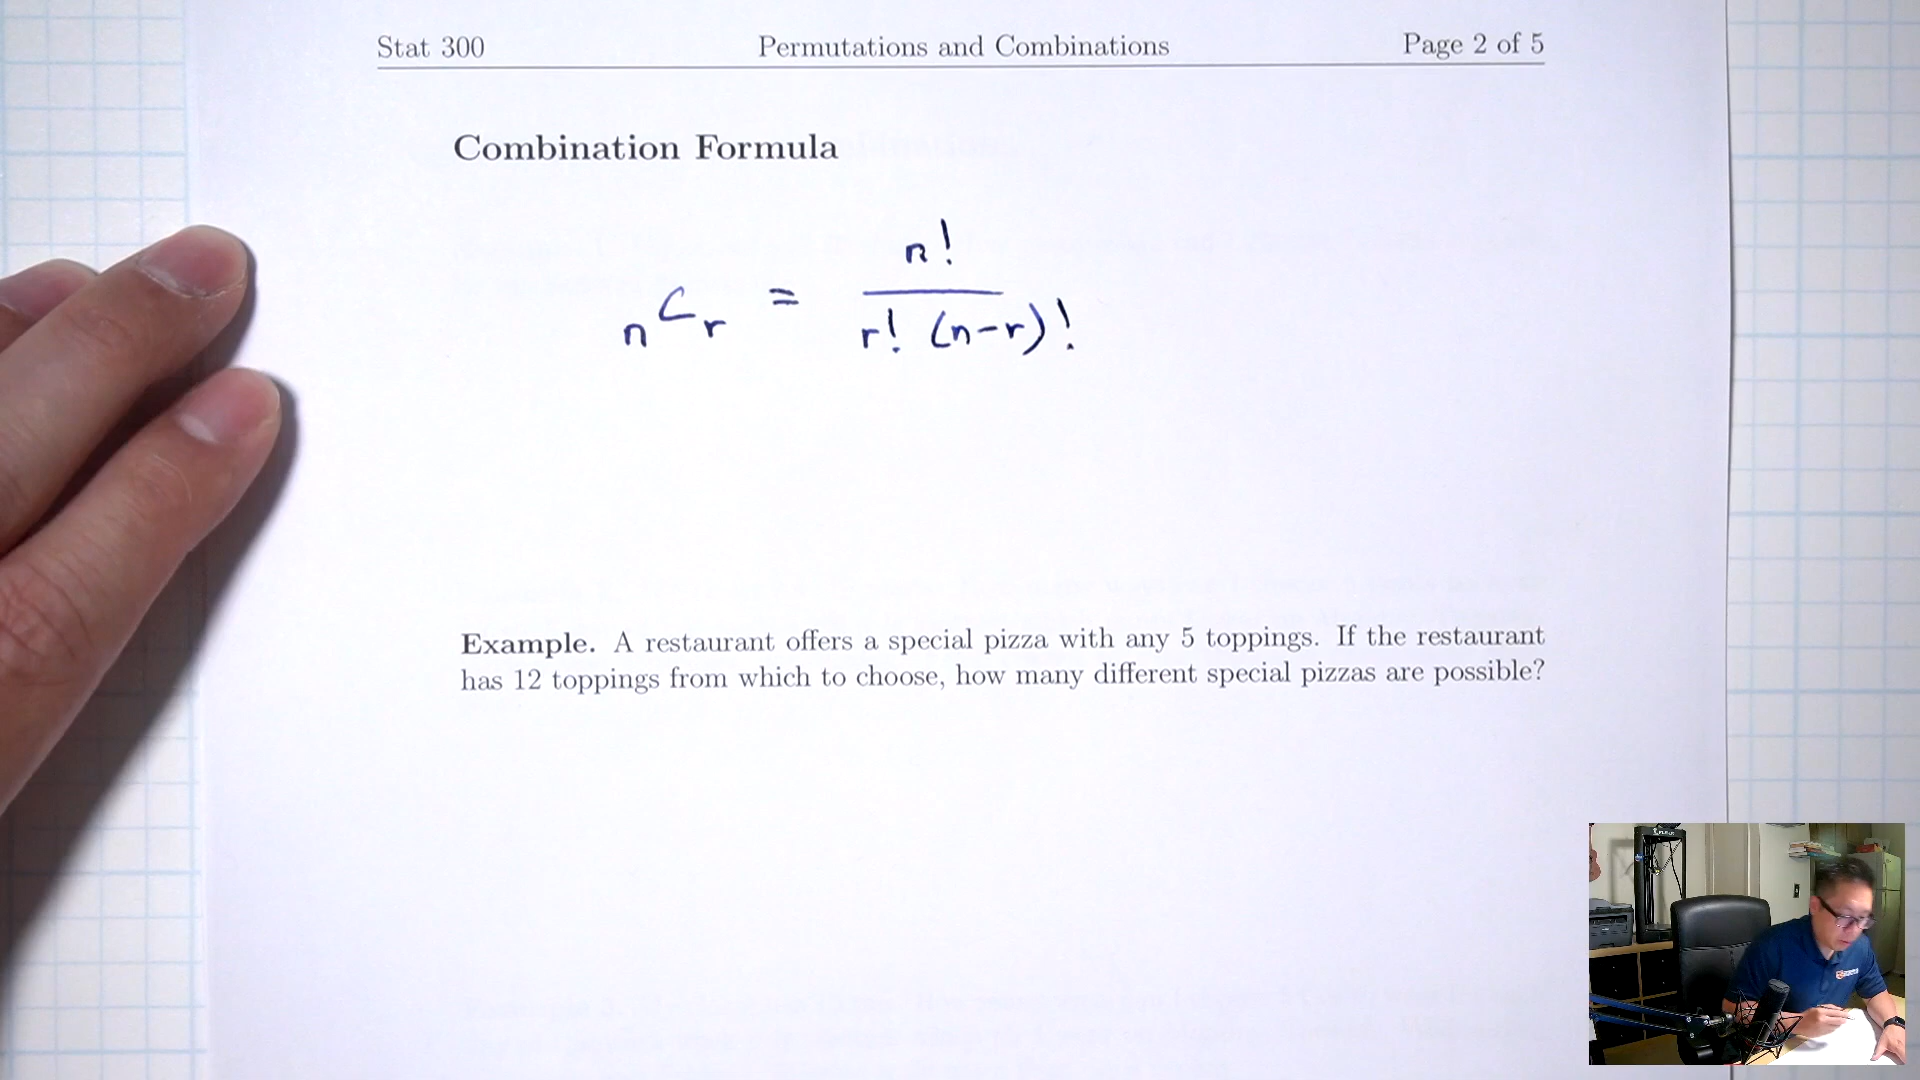 Stat 300 Permutations and Combinations Page 2 of 5
Combination Formula
nCr = n! / r! (n-r)!
Example. A restaurant offers a special pizza with any 5 toppings. If the restaurant
has 12 toppings from which to choose, how many different special pizzas are possible?